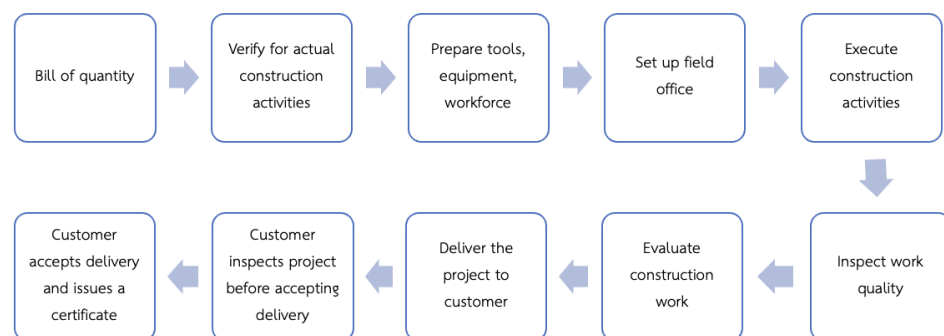 Bill of quantity
Verify for actual
construction
activities
Prepare tools,
equipment,
workforce
Set up field
office
Execute
construction
activities
Customer
accepts delivery
and issues a
certificate
Customer
inspects project
before accepting
delivery
Deliver the
project to
customer
Evaluate
construction
work
Inspect work
quality